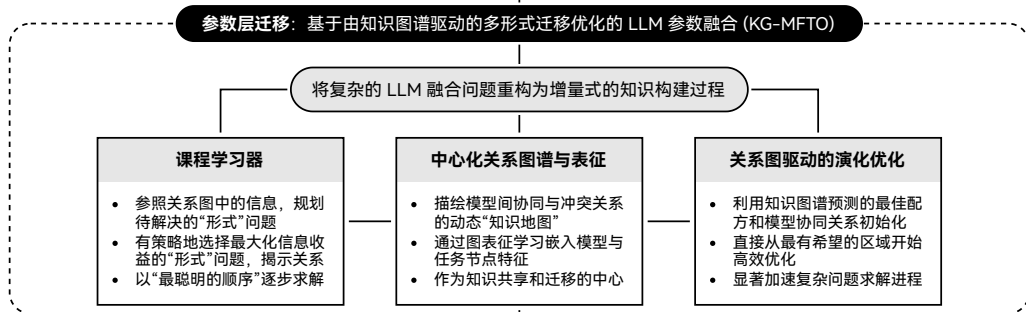 参数层迁移：基于由知识图谱驱动的多形式迁移优化的 LLM 参数融合 (KG-MFTO)
将复杂的 LLM 融合问题重构为增量式的知识构建过程
课程学习器
• 参照关系图中的信息，规划
待解决的“形式”问题
• 有策略地选择最大化信息收
益的“形式”问题，揭示关系
• 以“最聪明的顺序”逐步求解
中心化关系图谱与表征
• 描绘模型间协同与冲突关系
的动态“知识地图”
• 通过图表征学习嵌入模型与
任务节点特征
• 作为知识共享和迁移的中心
关系图驱动的演化优化
• 利用知识图谱预测的最佳配
方和模型协同关系初始化
• 直接从最有希望的区域开始
高效优化
• 显著加速复杂问题求解进程